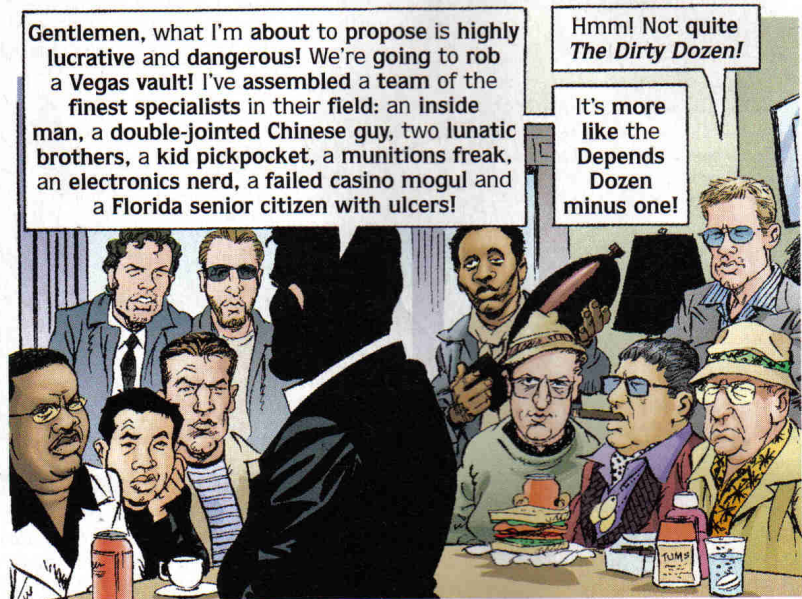 Gentlemen, what I'm about to propose is highly
lucrative and dangerous! We're going to rob
a Vegas vault! I've assembled a team of the
finest specialists in their field: an inside
man, a double-jointed Chinese guy, two lunatic
brothers, a kid pickpocket, a munitions freak,
an electronics nerd, a failed casino mogul and
a Florida senior citizen with ulcers!
Hmm! Not quite
The Dirty Dozen!
It's more
like the
Depends
Dozen
minus one!
TUMS